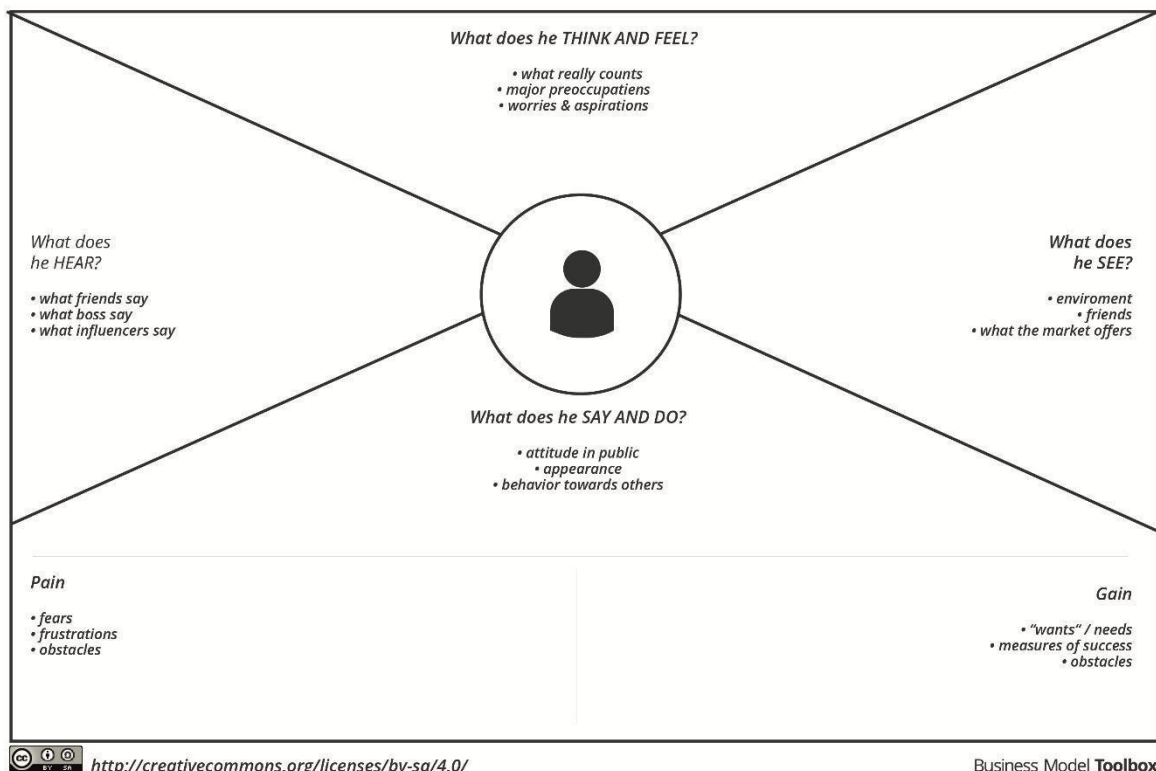 What does he THINK AND FEEL?
• what really counts
• major preoccupatiens
• worries & aspirations
What does
he HEAR?
• what friends say
• what boss say
• what influencers say
What does
he SEE?
• enviroment
• friends
• what the market offers
What does he SAY AND DO?
• attitude in public
• appearance
• behavior towards others
Pain
• fears
• frustrations
• obstacles
Gain
• “wants“ / needs
• measures of success
• obstacles
cc BY SA
http://creativecommons.org/licenses/by-sa/4.0/
Business Model Toolbox